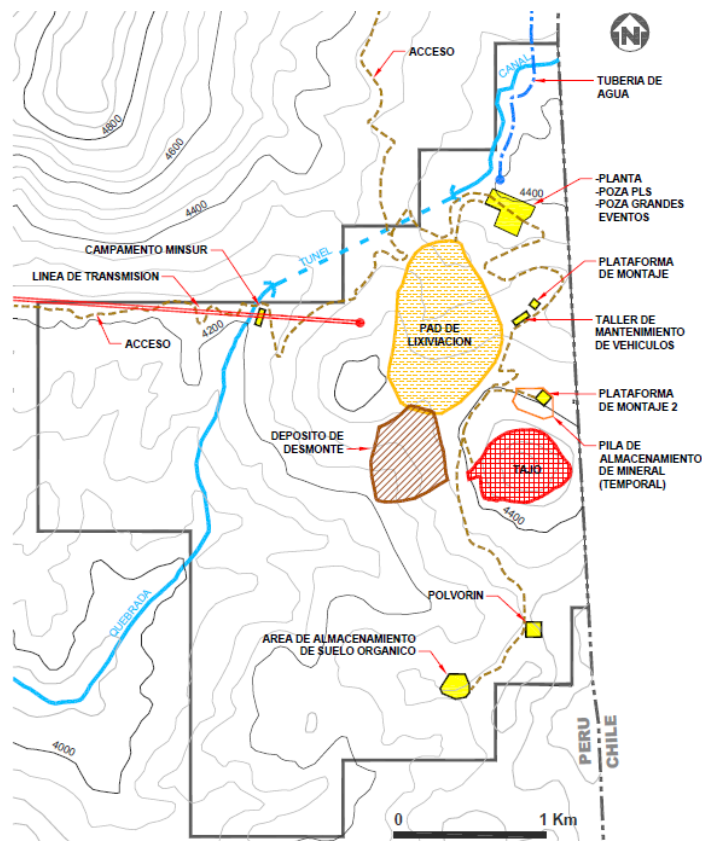 N
ACCESO
CANAL
TUBERIA DE
AGUA
4800
4600
4400
-PLANTA
-POZA PLS
-POZA GRANDES
EVENTOS
4400
CAMPAMENTO MINSUR
TUNEL
LINEA DE TRANSMISION
PLATAFORMA
DE MONTAJE
4200
ACCESO
PAD DE
LIXIVIACION
TALLER DE
MANTENIMIENTO
DE VEHICULOS
PLATAFORMA
DE MONTAJE 2
DEPOSITO DE
DESMONTE
PILA DE
ALMACENAMIENTO
DE MINERAL
(TEMPORAL)
TAJO
4400
QUEBRADA
POLVORIN
AREA DE ALMACENAMIENTO
DE SUELO ORGANICO
4000
PERU
CHILE
0 1 Km